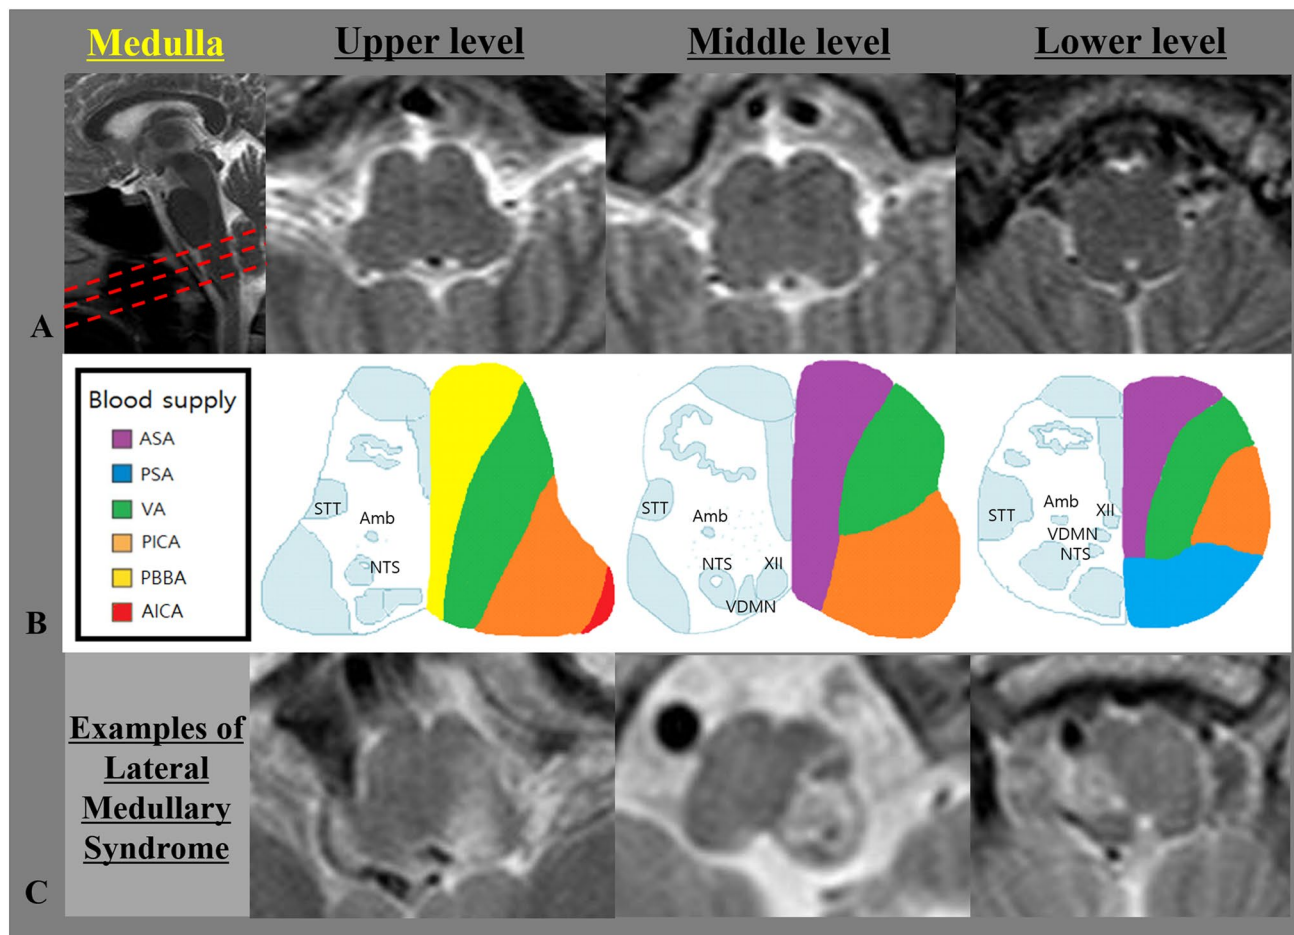 Medulla
Upper level
Middle level
Lower level
A
Blood supply
ASA
PSA
VA
PICA
PBBA
AICA
STT
Amb
NTS
STT
Amb
NTS
XII
VDMN
STT
Amb
XII
VDMN
NTS
B
Examples of
Lateral
Medullary
Syndrome
C